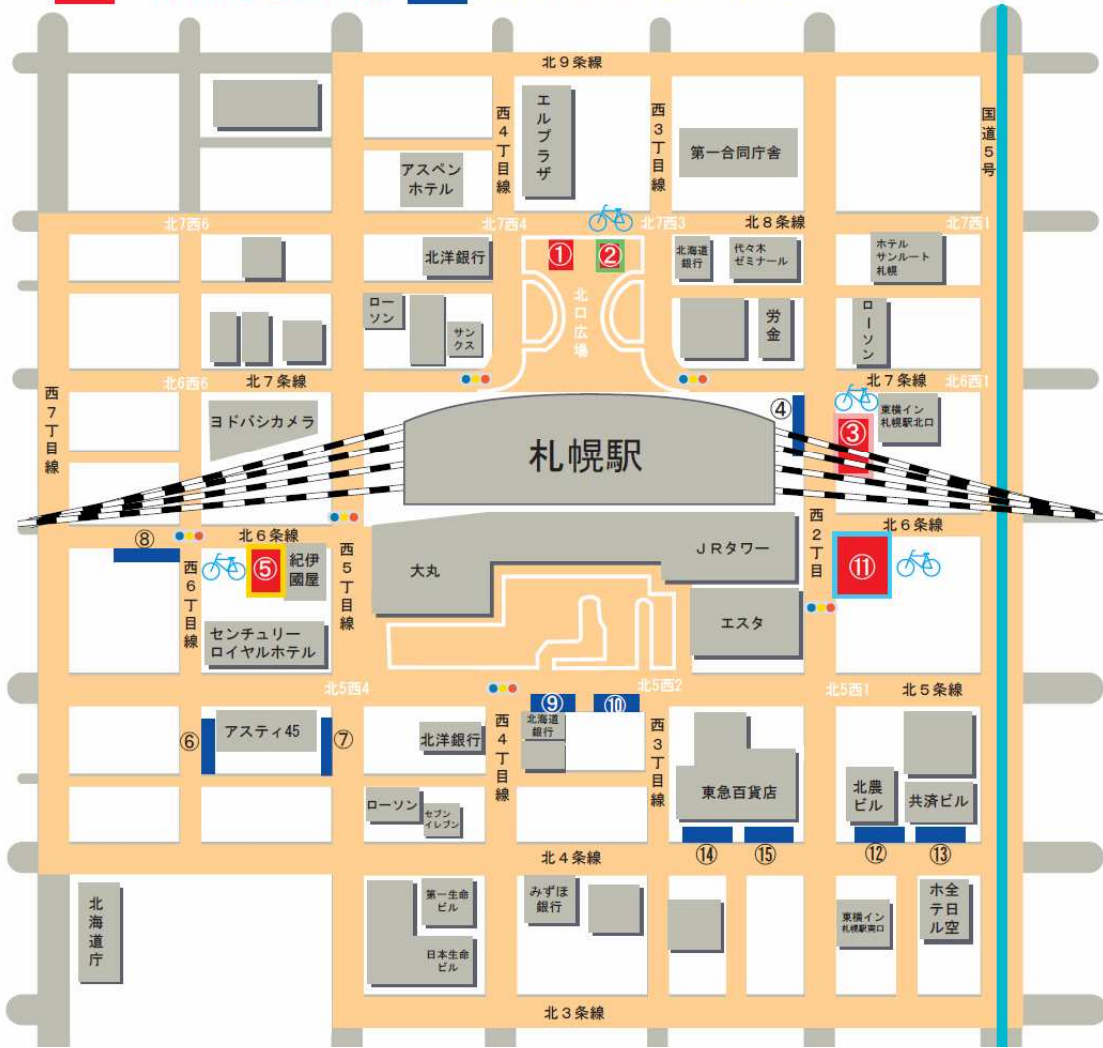 北9条線
西4丁目線
エルプラザ
西3丁目線
第一合同庁舎
国道5号
アスペン
ホテル
北7西6
北7西4
北7西3
北8条線
北7西1
①
②
北洋銀行
北口広場
北海道
銀行
代々木
ゼミナール
ホテル
サンルート
札幌
ローソン
サンクス
労金
ローソン
西7丁目線
北6西6
北7条線
北7条線
北6西1
ヨドバシカメラ
札幌駅
④
③
東横イン
札幌駅北口
⑧
北6条線
北6条線
西6丁目線
⑤
紀伊
國屋
西5丁目線
大丸
JRタワー
西2丁目
⑪
エスタ
センチュリー
ロイヤルホテル
北5西4
北5西2
北5西1
北5条線
⑥
アスティ45
⑦
北洋銀行
西4丁目線
⑨
⑩
北海道
銀行
西3丁目線
東急百貨店
北農
ビル
共済ビル
ローソン
セブン
イレブン
北4条線
⑭
⑮
⑫
⑬
北海道庁
第一生命
ビル
日本生命
ビル
みずほ
銀行
東横イン
札幌駅南口
全日空
ホテル
北3条線